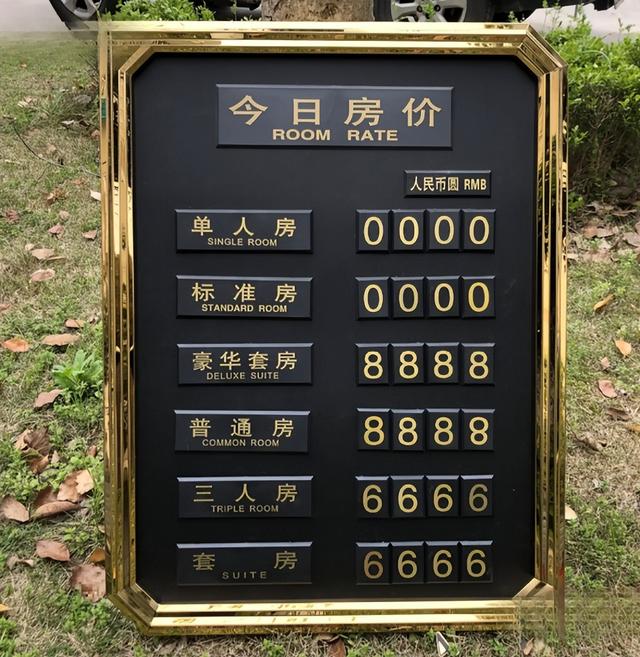 今日房价
ROOM RATE
人民币圆 RMB
单人房 0000
SINGLE ROOM
标准房 0000
STANDARD ROOM
豪华套房 8888
DELUXE SUITE
普通房 8888
COMMON ROOM
三人房 6666
TRIPLE ROOM
套房 6666
SUITE